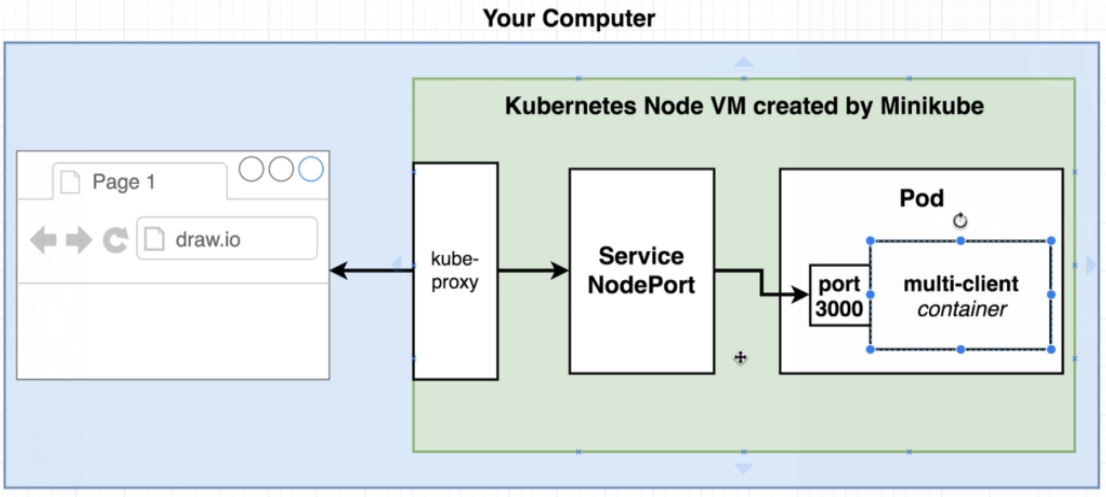 Your Computer
Kubernetes Node VM created by Minikube
Page 1
draw.io
kube-
proxy
Service
NodePort
Pod
port
3000
multi-client
container